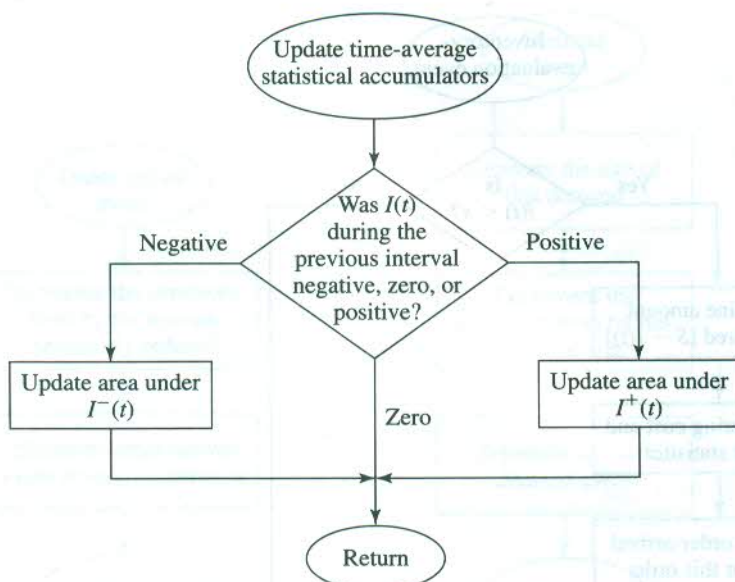 Update time-average
statistical accumulators
Was I(t)
during the
previous interval
negative, zero, or
positive?
Negative
Positive
Update area under
I⁻(t)
Update area under
I⁺(t)
Zero
Return